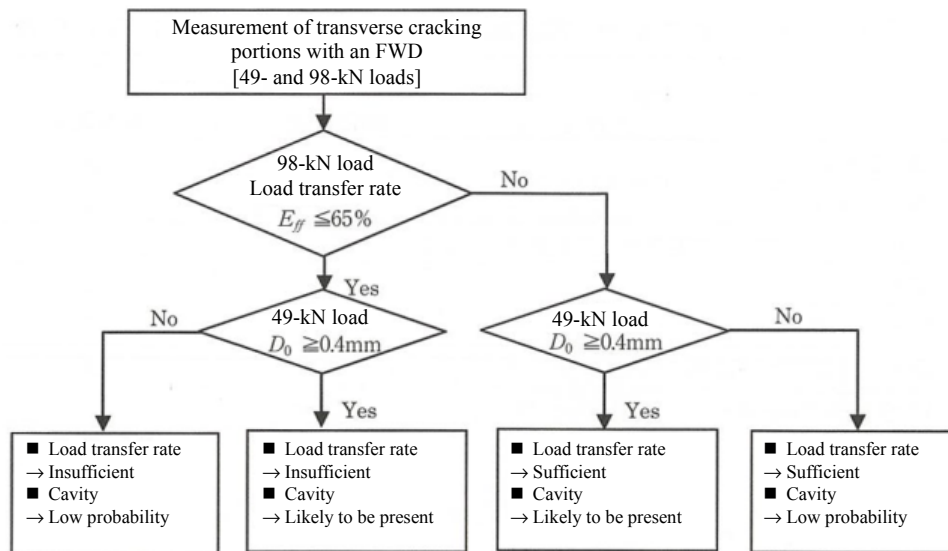 Measurement of transverse cracking
portions with an FWD
[49- and 98-kN loads]
98-kN load
Load transfer rate
E_ff ≦65%
No
Yes
49-kN load
D_0 ≧0.4mm
No
Yes
49-kN load
D_0 ≧0.4mm
No
Yes
■ Load transfer rate
→ Insufficient
■ Cavity
→ Low probability
■ Load transfer rate
→ Insufficient
■ Cavity
→ Likely to be present
■ Load transfer rate
→ Sufficient
■ Cavity
→ Likely to be present
■ Load transfer rate
→ Sufficient
■ Cavity
→ Low probability